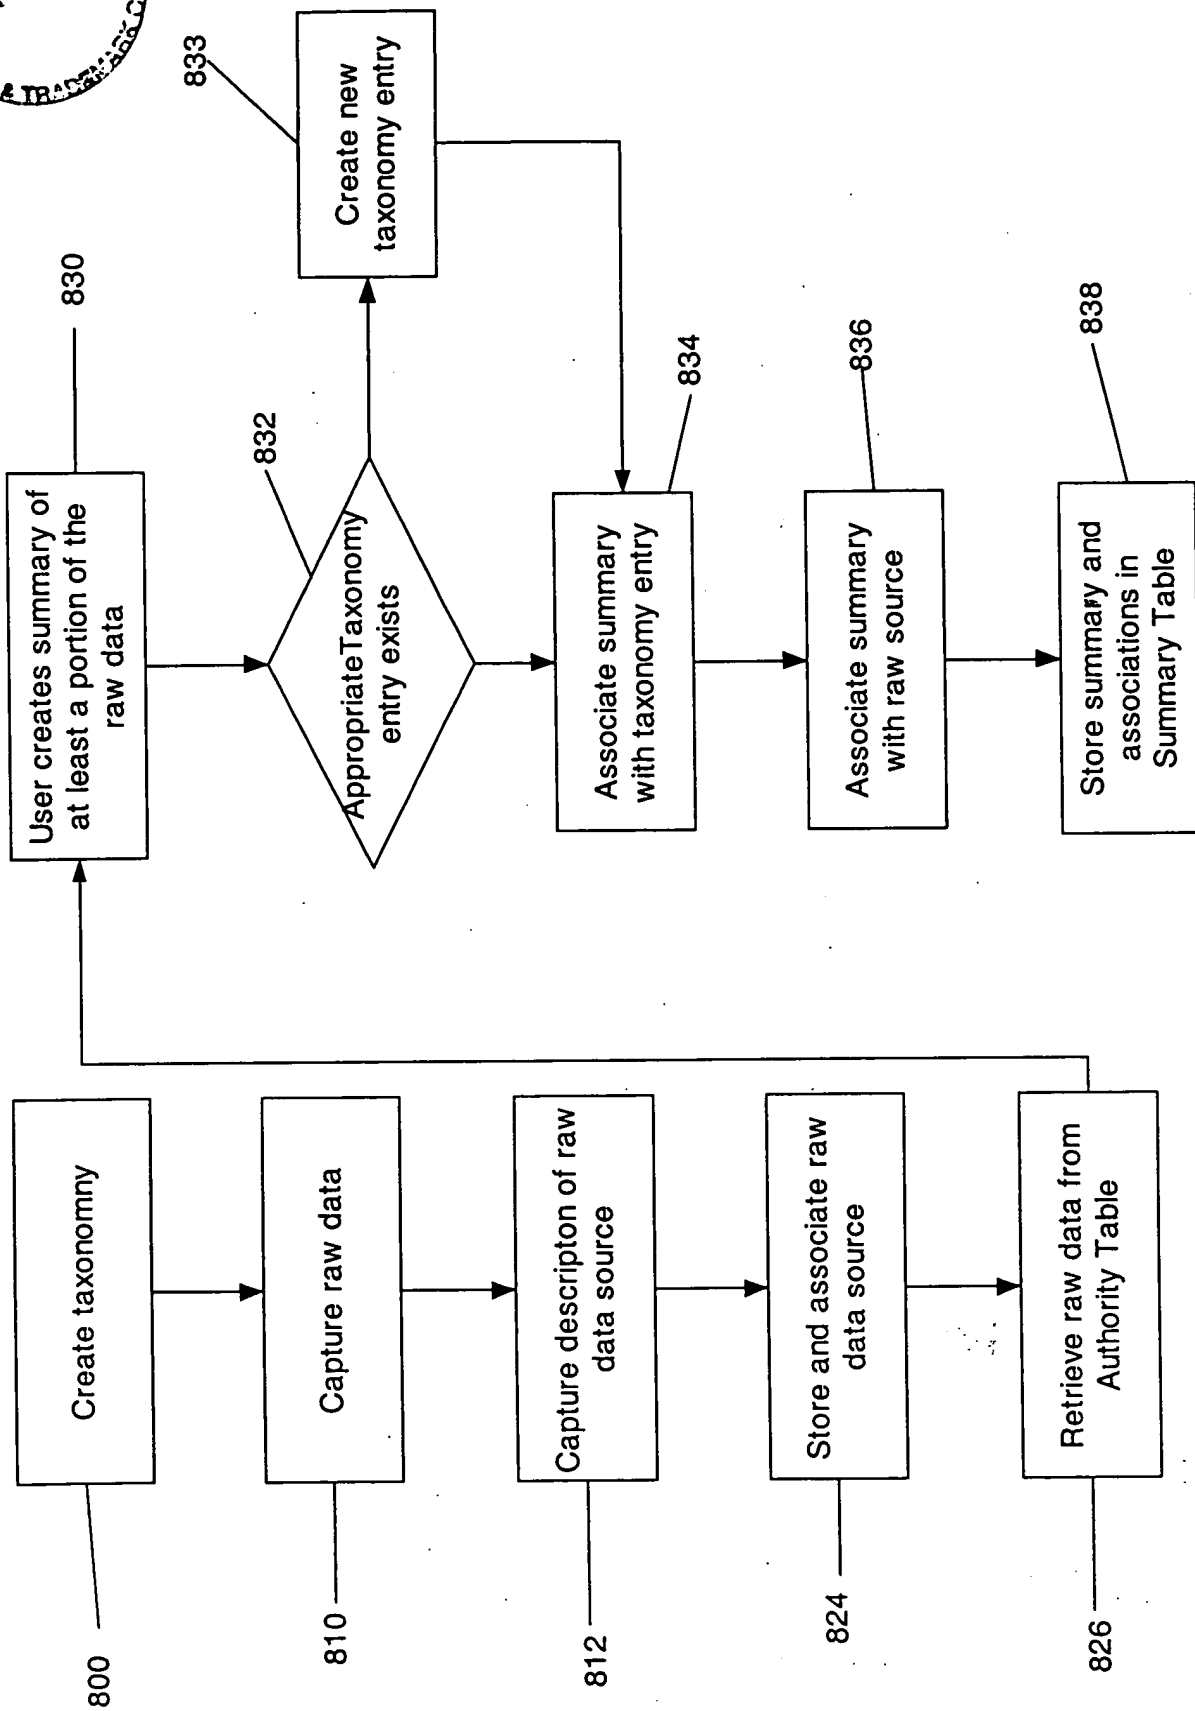 800
Create taxonomny
810
Capture raw data
812
Capture descripton of raw
data source
824
Store and associate raw
data source
826
Retrieve raw data from
Authority Table
User creates summary of
at least a portion of the
raw data
830
832
AppropriateTaxonomy
entry exists
833
Create new
taxonomy entry
Associate summary
with taxonomy entry
834
Associate summary
with raw source
836
Store summary and
associations in
Summary Table
838
& TRADEMARK